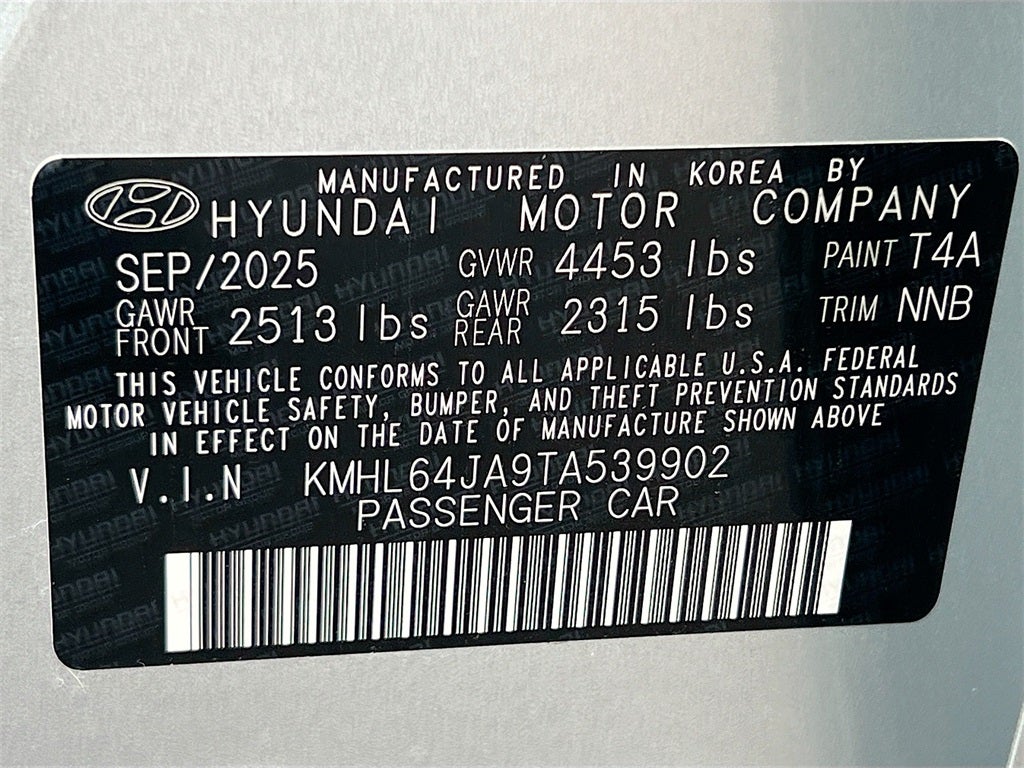 MANUFACTURED IN KOREA BY
HYUNDAI MOTOR COMPANY
SEP/2025 GVWR 4453 lbs PAINT T4A
GAWR FRONT 2513 lbs GAWR REAR 2315 lbs TRIM NNB
THIS VEHICLE CONFORMS TO ALL APPLICABLE U.S.A. FEDERAL
MOTOR VEHICLE SAFETY, BUMPER, AND THEFT PREVENTION STANDARDS
IN EFFECT ON THE DATE OF MANUFACTURE SHOWN ABOVE
V.I.N KMHL64JA9TA539902
PASSENGER CAR